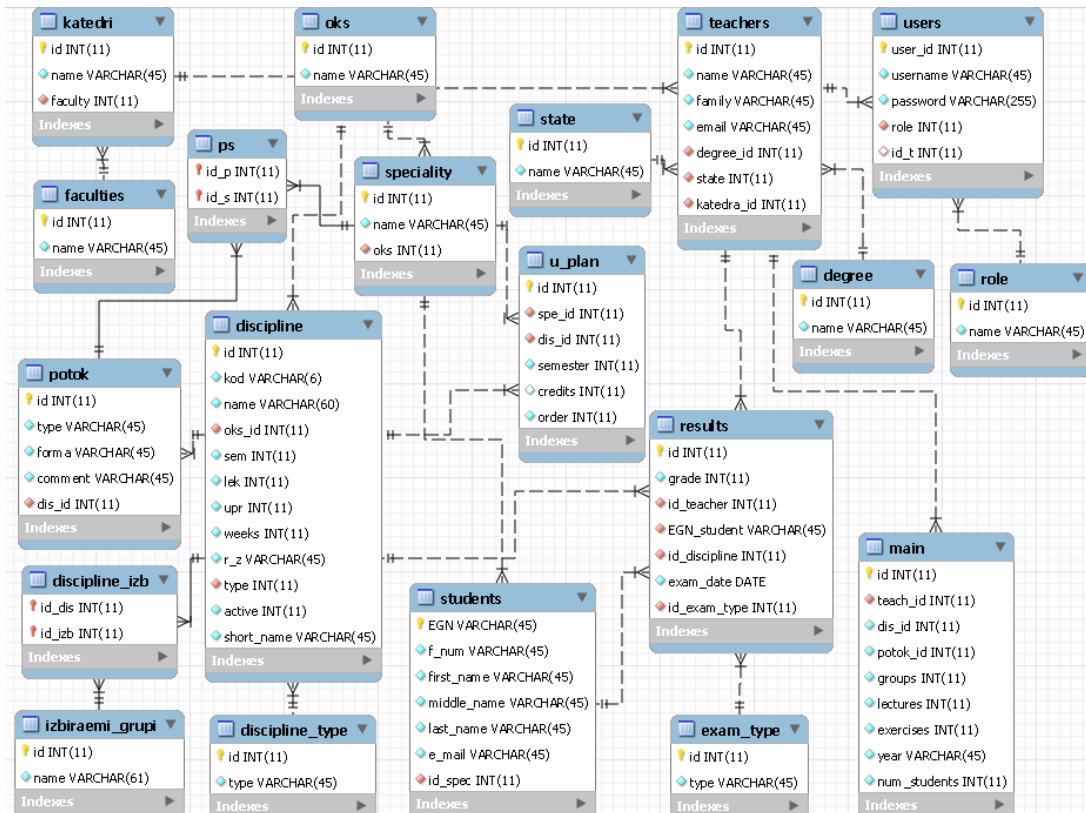 katedri
id INT(11)
name VARCHAR(45)
faculty INT(11)
Indexes
oks
id INT(11)
name VARCHAR(45)
Indexes
teachers
id INT(11)
name VARCHAR(45)
family VARCHAR(45)
email VARCHAR(45)
degree_id INT(11)
state INT(11)
katedra_id INT(11)
Indexes
users
user_id INT(11)
username VARCHAR(45)
password VARCHAR(255)
role INT(11)
id_t INT(11)
Indexes
ps
id_p INT(11)
id_s INT(11)
Indexes
state
id INT(11)
name VARCHAR(45)
Indexes
speciality
id INT(11)
name VARCHAR(45)
oks INT(11)
Indexes
faculties
id INT(11)
name VARCHAR(45)
Indexes
u_plan
id INT(11)
spe_id INT(11)
dis_id INT(11)
semester INT(11)
credits INT(11)
order INT(11)
Indexes
degree
id INT(11)
name VARCHAR(45)
Indexes
role
id INT(11)
name VARCHAR(45)
Indexes
discipline
id INT(11)
kod VARCHAR(6)
name VARCHAR(60)
oks_id INT(11)
sem INT(11)
lek INT(11)
upr INT(11)
weeks INT(11)
r_z VARCHAR(45)
type INT(11)
active INT(11)
short_name VARCHAR(45)
Indexes
potok
id INT(11)
type VARCHAR(45)
forma VARCHAR(45)
comment VARCHAR(45)
dis_id INT(11)
Indexes
results
id INT(11)
grade INT(11)
id_teacher INT(11)
EGN_student VARCHAR(45)
id_discipline INT(11)
exam_date DATE
id_exam_type INT(11)
Indexes
main
id INT(11)
teach_id INT(11)
dis_id INT(11)
potok_id INT(11)
groups INT(11)
lectures INT(11)
exercises INT(11)
year VARCHAR(45)
num_students INT(11)
Indexes
discipline_izb
id_dis INT(11)
id_izb INT(11)
Indexes
students
EGN VARCHAR(45)
f_num VARCHAR(45)
first_name VARCHAR(45)
middle_name VARCHAR(45)
last_name VARCHAR(45)
e_mail VARCHAR(45)
id_spec INT(11)
Indexes
izbiraemi_grupi
id INT(11)
name VARCHAR(61)
Indexes
discipline_type
id INT(11)
type VARCHAR(45)
Indexes
exam_type
id INT(11)
type VARCHAR(45)
Indexes